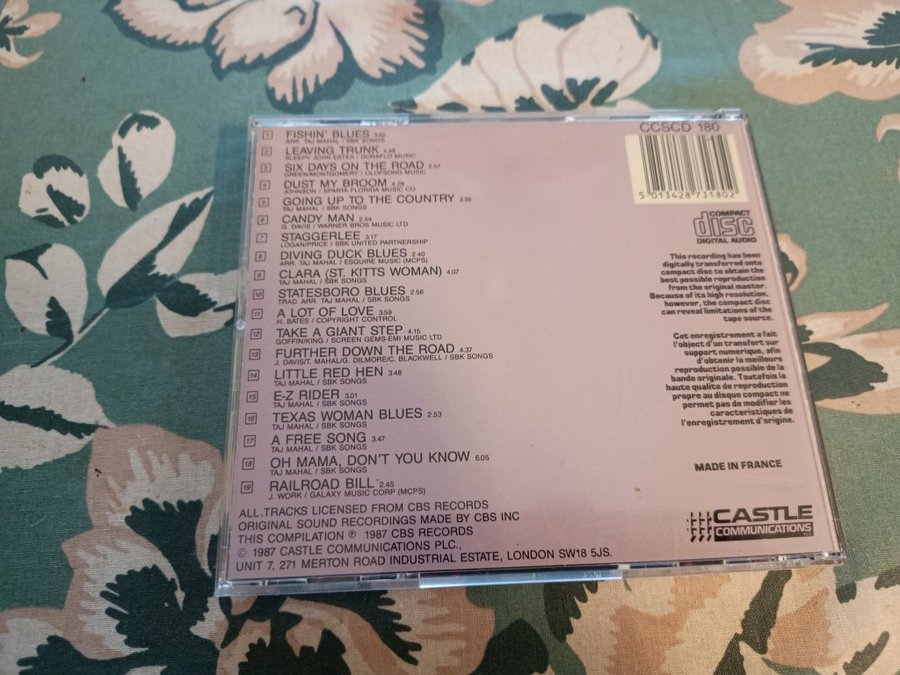 1 FISHIN' BLUES 3.02
ARR. TAJ MAHAL / SBK SONGS
2 LEAVING TRUNK 4.48
SLEEPY JOHN ESTES / OORAFLO MUSIC
3 SIX DAYS ON THE ROAD 2.57
GREEN/MONTGOMERY / DLOFSONG MUSIC
4 DUST MY BROOM 4.28
JOHNSON / SPARTA FLORIDA MUSIC CO
5 GOING UP TO THE COUNTRY 3.35
TAJ MAHAL / SBK SONGS
6 CANDY MAN 2.54
G. DAVIS / WARNER BROS MUSIC LTD
7 STAGGERLEE 3.17
LOGAN/PRICE / SBK UNITED PARTNERSHIP
8 DIVING DUCK BLUES 2.40
ARR. TAJ MAHAL / ESQUIRE MUSIC (MCPS)
9 CLARA (ST. KITTS WOMAN) 4.07
TAJ MAHAL / SBK SONGS
10 STATESBORO BLUES 2.56
TRAD. ARR. TAJ MAHAL / SBK SONGS
11 A LOT OF LOVE 3.59
H. BATES / COPYRIGHT CONTROL
12 TAKE A GIANT STEP 4.15
GOFFIN/KING / SCREEN GEMS-EMI MUSIC LTD
13 FURTHER DOWN THE ROAD 4.37
J. DAVIS/T. MAHAL/G. DILMORE/C. BLACKWELL / SBK SONGS
14 LITTLE RED HEN 3.48
TAJ MAHAL / SBK SONGS
15 E-Z RIDER 3.01
TAJ MAHAL / SBK SONGS
16 TEXAS WOMAN BLUES 2.53
TAJ MAHAL / SBK SONGS
17 A FREE SONG 3.47
TAJ MAHAL / SBK SONGS
18 OH MAMA, DON'T YOU KNOW 6.05
TAJ MAHAL / SBK SONGS
19 RAILROAD BILL 2.45
J. WORK / GALAXY MUSIC CORP (MCPS)
ALL TRACKS LICENSED FROM CBS RECORDS
ORIGINAL SOUND RECORDINGS MADE BY CBS INC
THIS COMPILATION ℗ 1987 CBS RECORDS
© 1987 CASTLE COMMUNICATIONS PLC.,
UNIT 7, 271 MERTON ROAD INDUSTRIAL ESTATE, LONDON SW18 5JS.
CCSCD 180
5 013428 731802
COMPACT
disc
DIGITAL AUDIO
This recording has been
digitally transferred onto
compact disc to obtain the
best possible reproduction
from the original master.
Because of its high resolution,
however, the compact disc
can reveal limitations of the
tape source.
Cet enregistrement a fait
l'object d'un transfert sur
support numerique, afin
d'obtenir la meilleure
reproduction possible de la
bande originale. Toutefois la
haute qualite de reproduction
propre au disque compact ne
permet pas de modifier les
caracteristiques de
l'enregistrement d'origine.
MADE IN FRANCE
CASTLE
COMMUNICATIONS